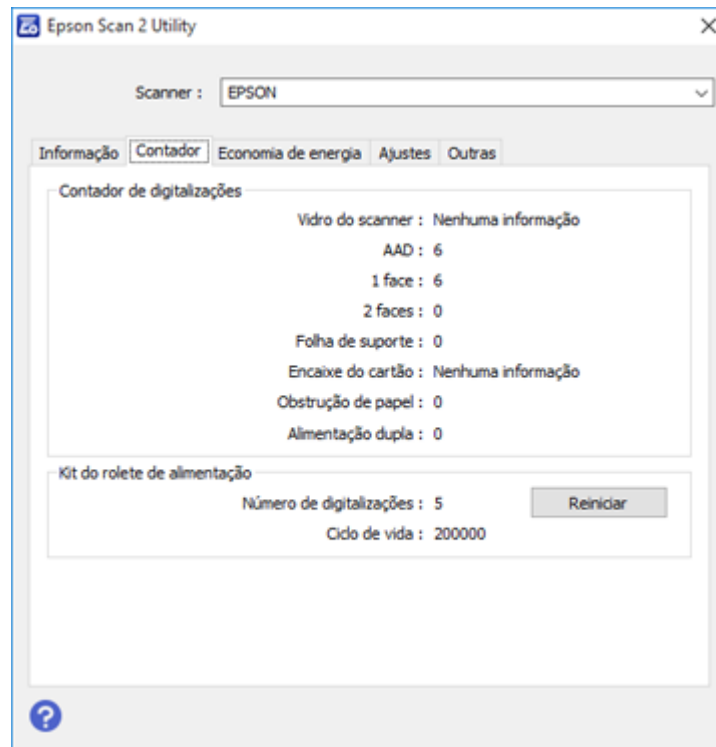 Epson Scan 2 Utility
Scanner : EPSON
Informação Contador Economia de energia Ajustes Outras
Contador de digitalizações
Vidro do scanner : Nenhuma informação
AAD : 6
1 face : 6
2 faces : 0
Folha de suporte : 0
Encaixe do cartão : Nenhuma informação
Obstrução de papel : 0
Alimentação dupla : 0
Kit do rolete de alimentação
Número de digitalizações : 5 Reiniciar
Ciclo de vida : 200000
?